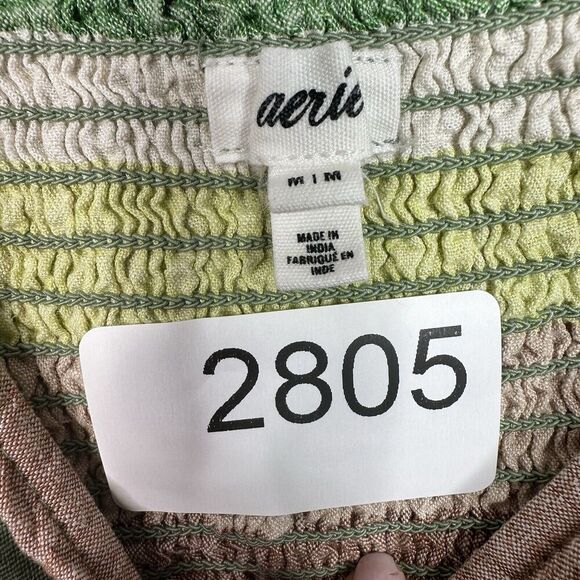 aerie
M | M
MADE IN
INDIA
FABRIQUÉ EN
INDE
2805